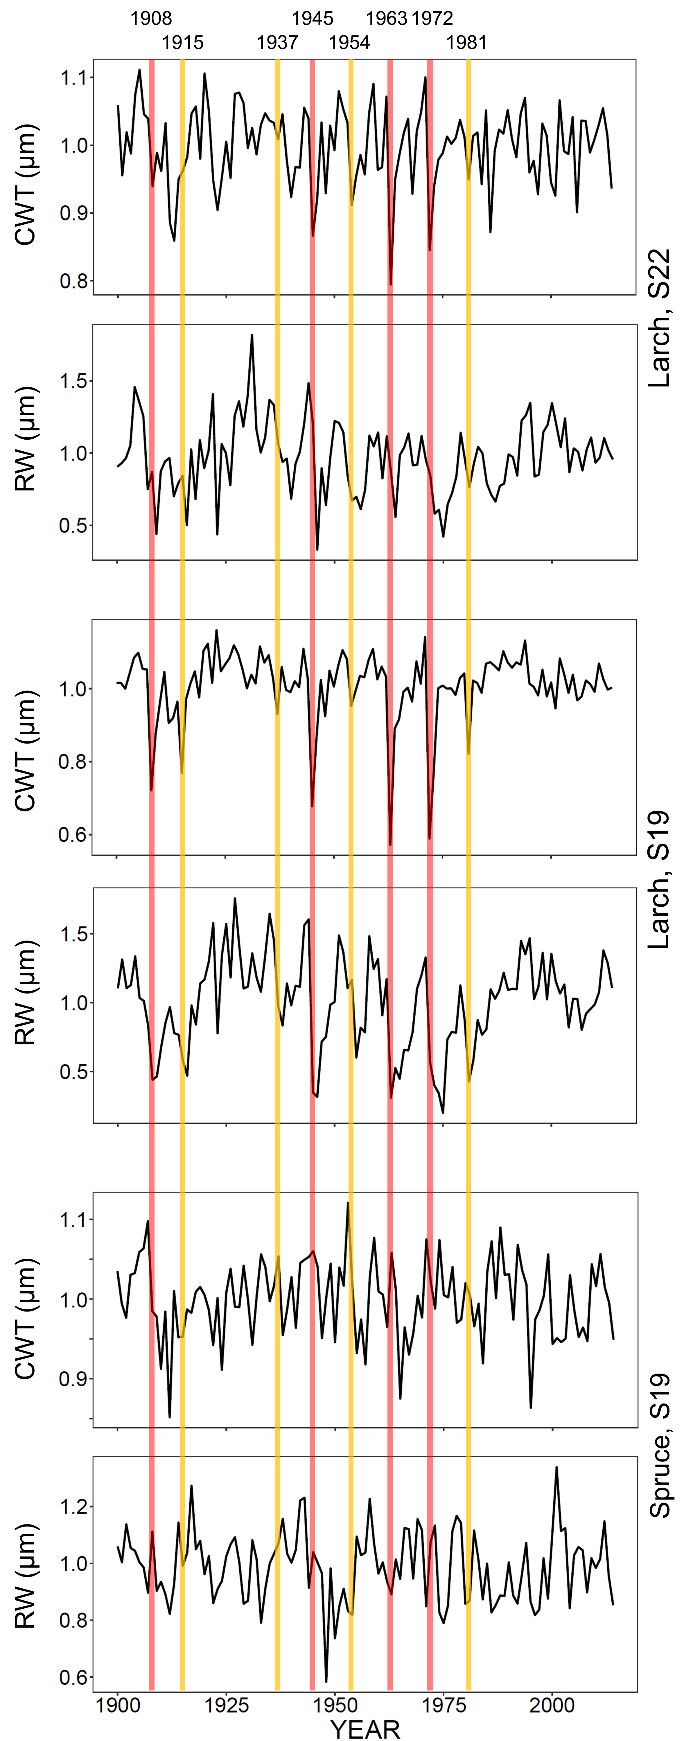 1908 1945 1963 1972
1915 1937 1954 1981
1.1
1.0
0.9
0.8
CWT (µm)
Larch, S22
1.5
1.0
0.5
RW (µm)
1.0
0.8
0.6
CWT (µm)
Larch, S19
1.5
1.0
0.5
RW (µm)
1.1
1.0
0.9
CWT (µm)
Spruce, S19
1.2
1.0
0.8
0.6
RW (µm)
1900 1925 1950 1975 2000
YEAR